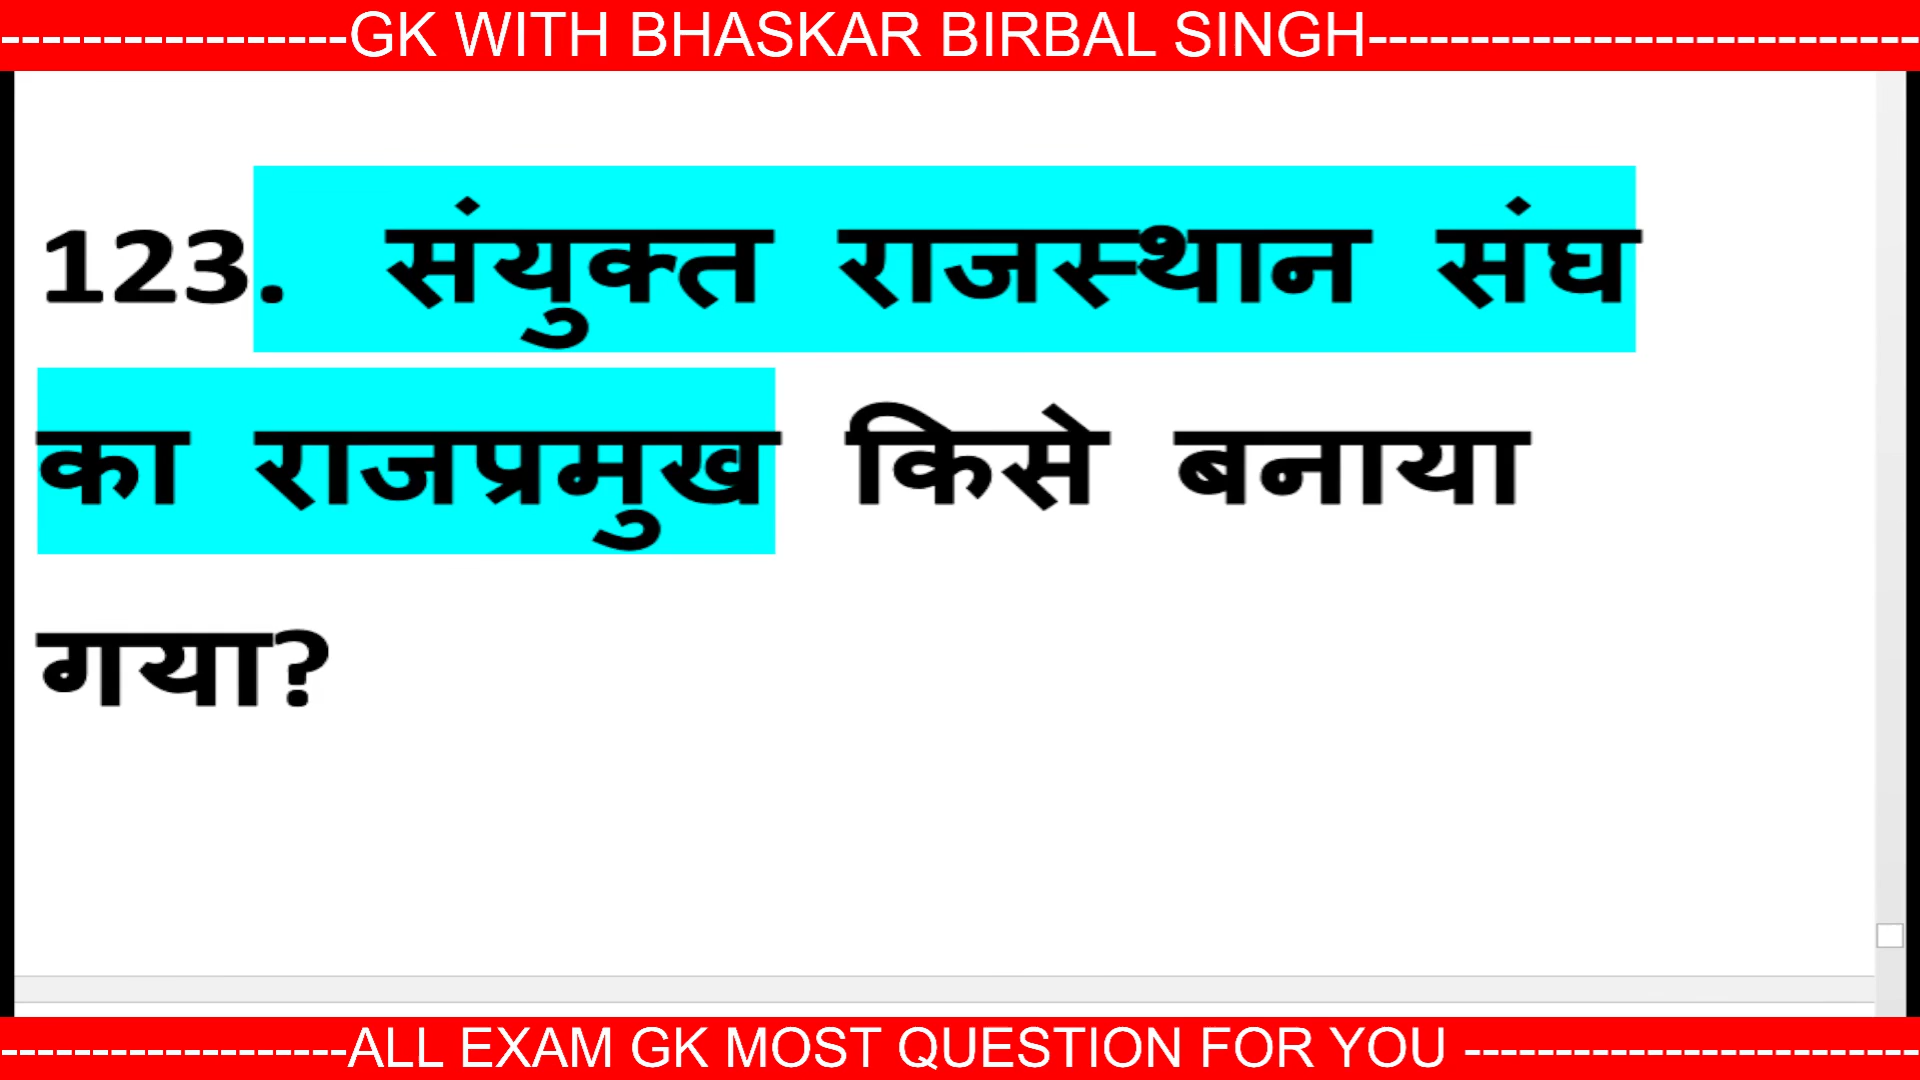 -----------------GK WITH BHASKAR BIRBAL SINGH---------------------------
123. संयुक्त राजस्थान संघ
का राजप्रमुख किसे बनाया
गया?
-------------------ALL EXAM GK MOST QUESTION FOR YOU -------------------------